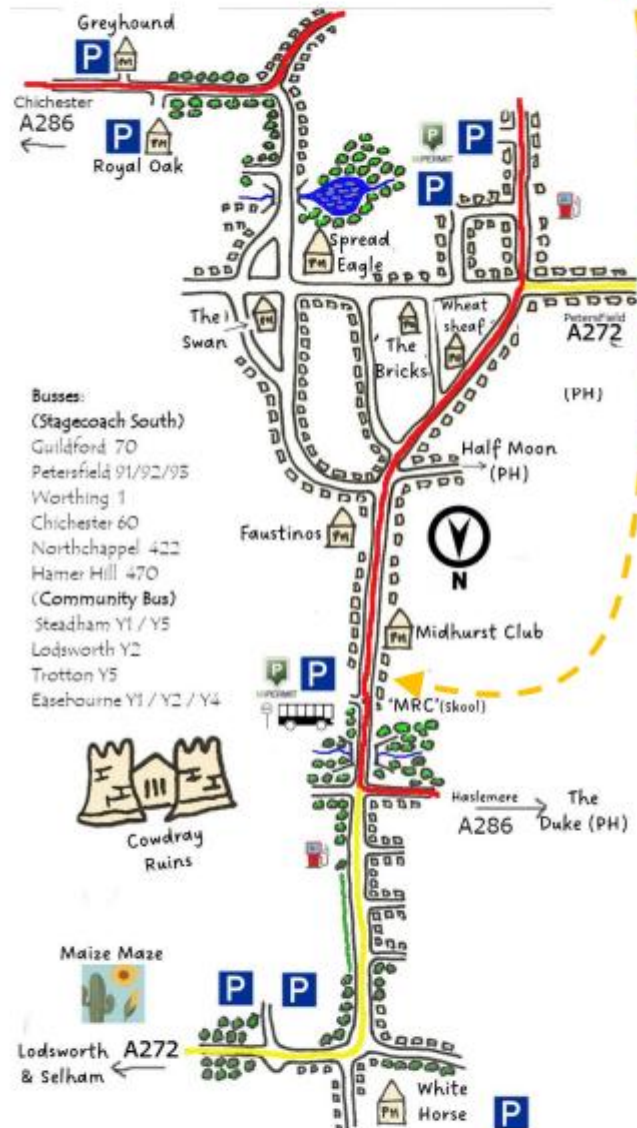 Greyhound
P
PH
Chichester
A286
P
PH
Royal Oak
P
P
PERMIT
P
Spread
Eagle
PH
The
Swan
PH
PH
'The
Bricks'
Wheat
sheaf
PH
Petersfield
A272
(PH)
Busses:
(Stagecoach South)
Guildford 70
Petersfield 91/92/93
Worthing 1
Chichester 60
Northchappel 422
Hamer Hill 470
(Community Bus)
Steadham Y1 / Y5
Lodsworth Y2
Trotton Y5
Easebourne Y1 / Y2 / Y4
Half Moon
(PH)
Faustinos
PH
N
PH
Midhurst Club
P
P
PERMIT
'MRC'(Skool)
Cowdray
Ruins
Haslemere
A286
The
Duke (PH)
Maize Maze
P
P
Lodsworth
& Selham
A272
PH
White
Horse
P